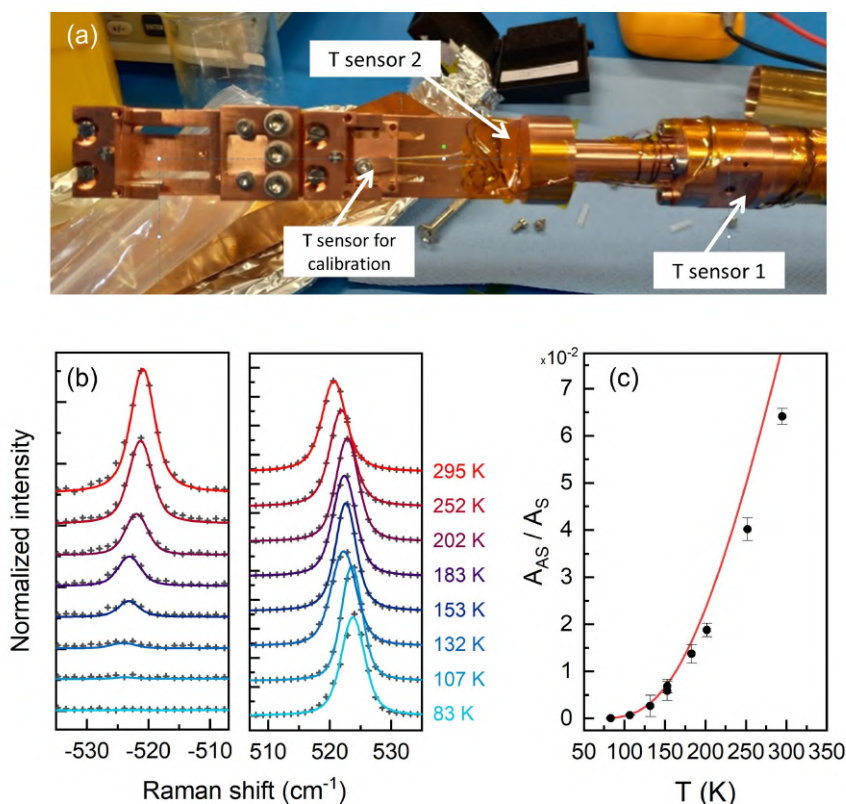 (a)
T sensor 2
T sensor for
calibration
T sensor 1
(b)
Normalized intensity
295 K
252 K
202 K
183 K
153 K
132 K
107 K
83 K
-530 -520 -510
510 520 530
Raman shift (cm⁻¹)
(c)
×10⁻²
7
6
5
4
3
2
1
0
A_AS / A_S
50 100 150 200 250 300 350
T (K)